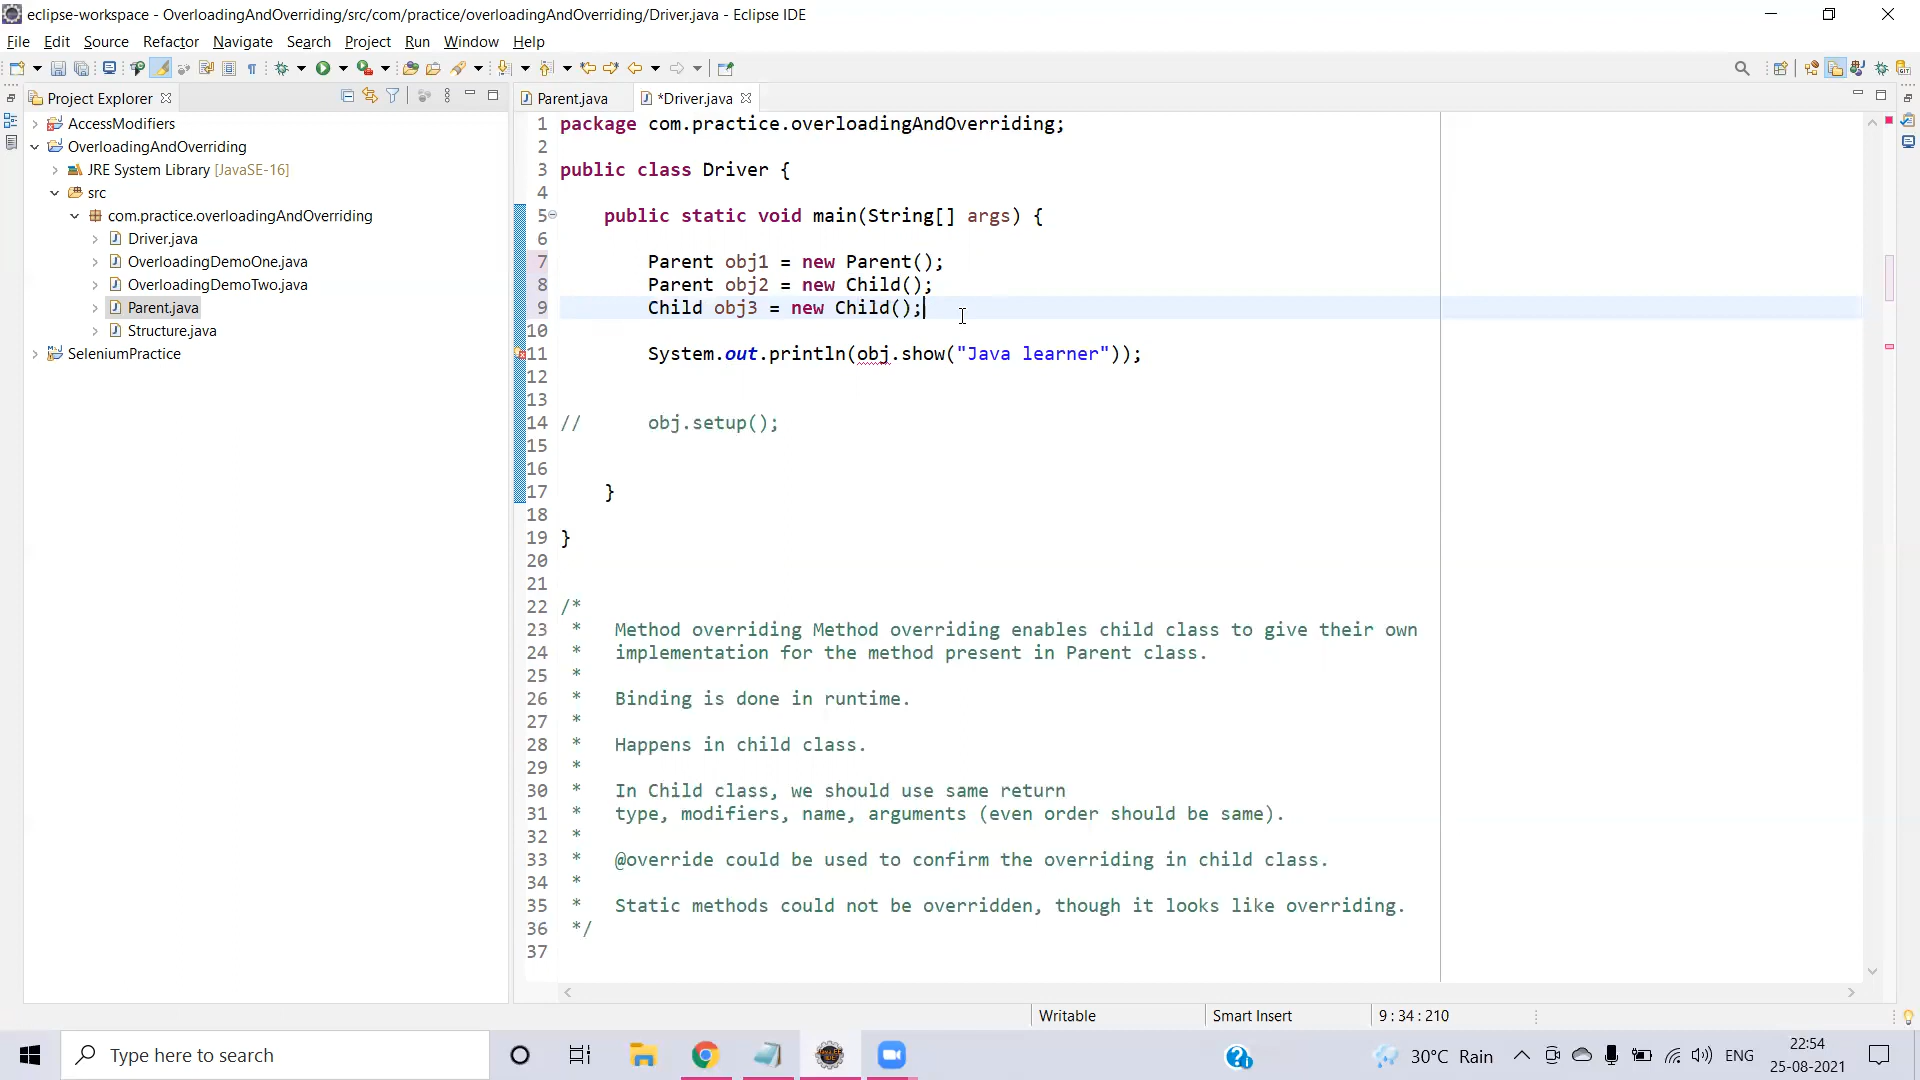 eclipse-workspace - OverloadingAndOverriding/src/com/practice/overloadingAndOverriding/Driver.java - Eclipse IDE
File Edit Source Refactor Navigate Search Project Run Window Help
Project Explorer
Parent.java
*Driver.java
AccessModifiers
OverloadingAndOverriding
JRE System Library [JavaSE-16]
src
com.practice.overloadingAndOverriding
Driver.java
OverloadingDemoOne.java
OverloadingDemoTwo.java
Parent.java
Structure.java
SeleniumPractice
1 package com.practice.overloadingAndOverriding;
2
3 public class Driver {
4
5 public static void main(String[] args) {
6
7 Parent obj1 = new Parent();
8 Parent obj2 = new Child();
9 Child obj3 = new Child();
10
11 System.out.println(obj.show("Java learner"));
12
13
14 // obj.setup();
15
16
17 }
18
19 }
20
21
22 /*
23 * Method overriding Method overriding enables child class to give their own
24 * implementation for the method present in Parent class.
25 *
26 * Binding is done in runtime.
27 *
28 * Happens in child class.
29 *
30 * In Child class, we should use same return
31 * type, modifiers, name, arguments (even order should be same).
32 *
33 * @override could be used to confirm the overriding in child class.
34 *
35 * Static methods could not be overridden, though it looks like overriding.
36 */
37
Writable Smart Insert 9 : 34 : 210
Type here to search
30°C Rain
ENG
22:54
25-08-2021